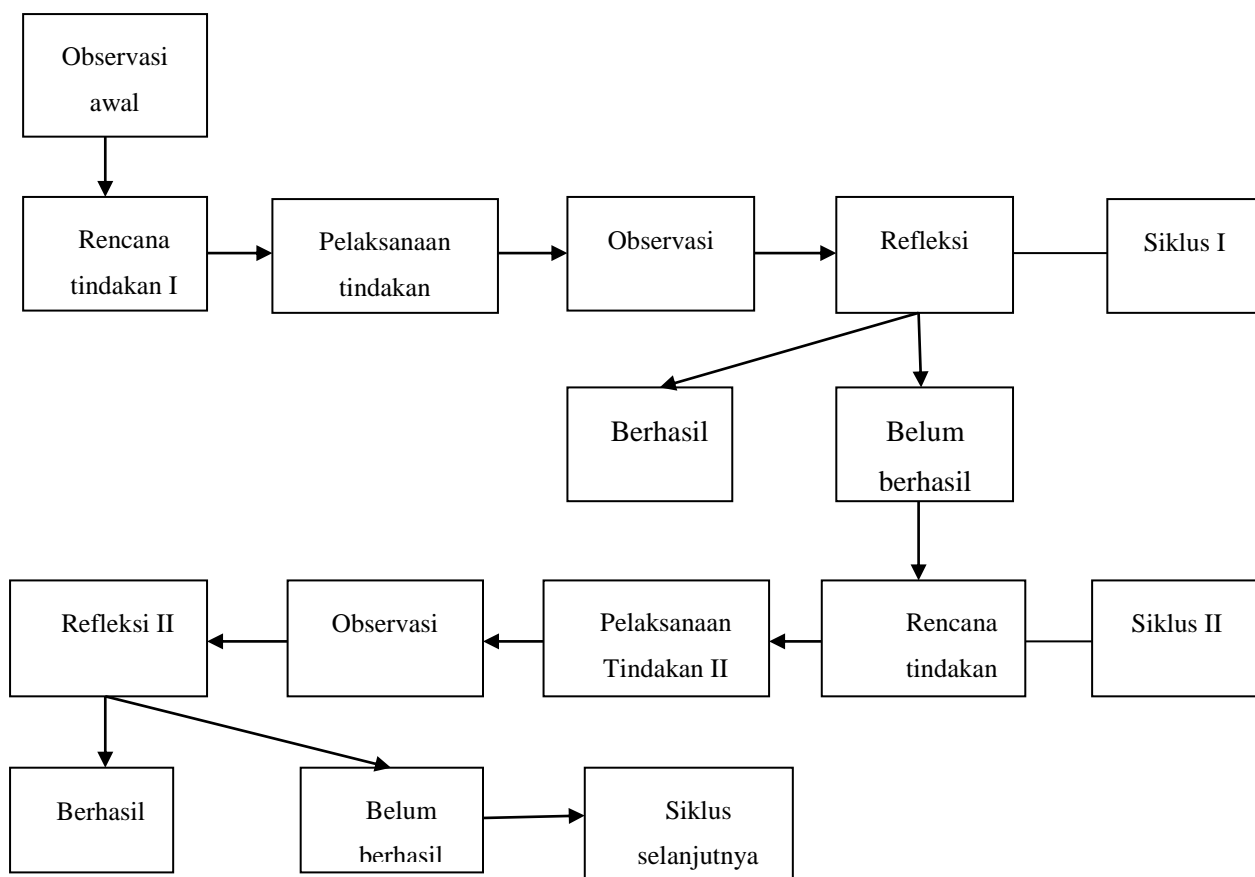 Observasi
awal
Rencana
tindakan I
Pelaksanaan
tindakan
Observasi
Refleksi
Siklus I
Berhasil
Belum
berhasil
Refleksi II
Observasi
Pelaksanaan
Tindakan II
Rencana
tindakan
Siklus II
Berhasil
Belum
berhasil
Siklus
selanjutnya